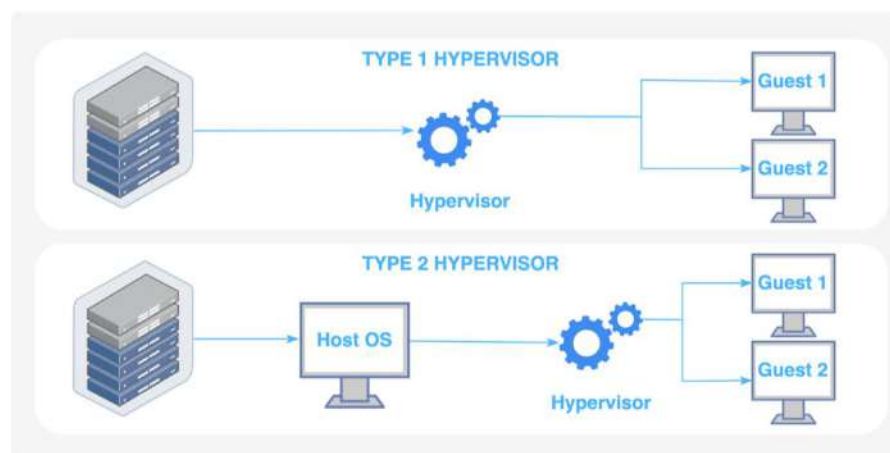 TYPE 1 HYPERVISOR
Guest 1
Hypervisor
Guest 2
TYPE 2 HYPERVISOR
Host OS
Guest 1
Hypervisor
Guest 2